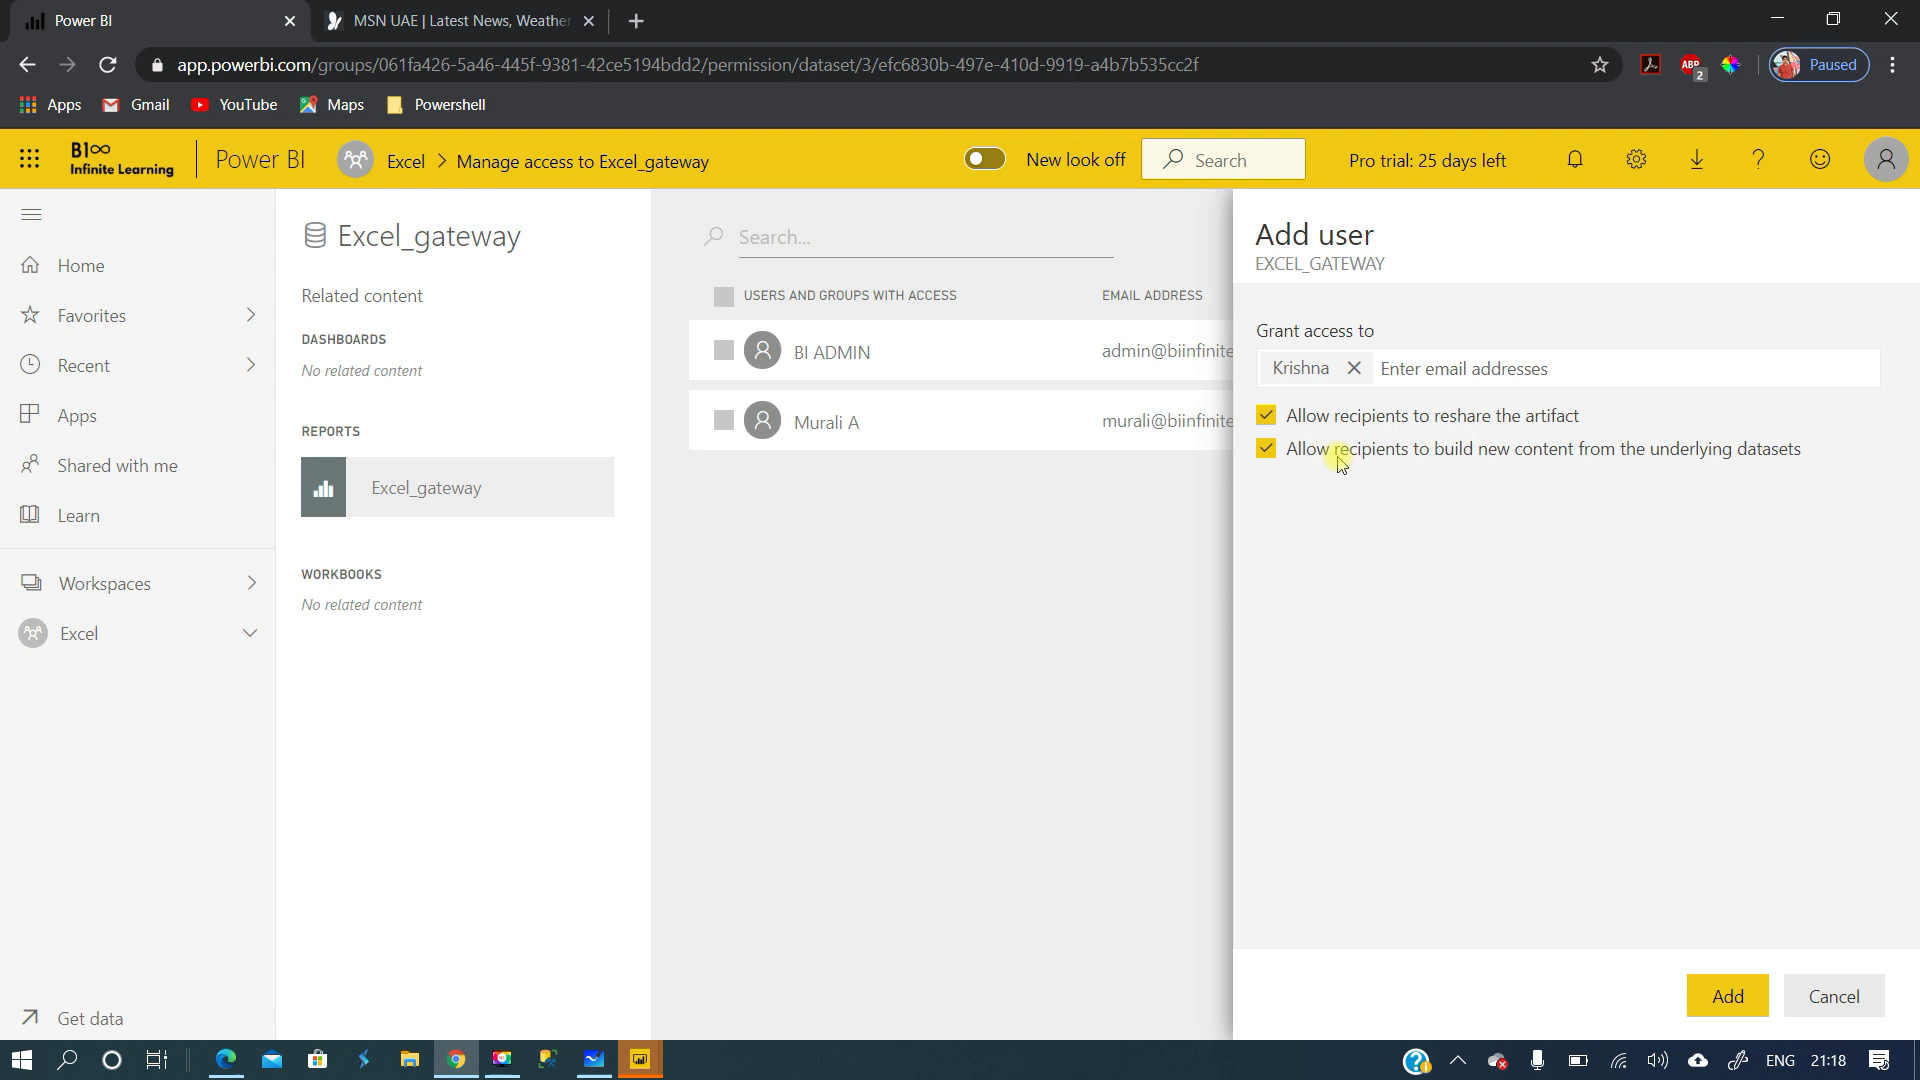 Power BI
MSN UAE | Latest News, Weather
app.powerbi.com/groups/061fa426-5a46-445f-9381-42ce5194bdd2/permission/dataset/3/efc6830b-497e-410d-9919-a4b7b535cc2f
ABP
2
Paused
Apps
Gmail
YouTube
Maps
Powershell
BI∞
Infinite Learning
Power BI
Excel > Manage access to Excel_gateway
New look off
Search
Pro trial: 25 days left
Home
Favorites
Recent
Apps
Shared with me
Learn
Workspaces
Excel
Get data
Excel_gateway
Related content
DASHBOARDS
No related content
REPORTS
Excel_gateway
WORKBOOKS
No related content
Search...
USERS AND GROUPS WITH ACCESS
EMAIL ADDRESS
BI ADMIN
admin@biinfinite
Murali A
murali@biinfinite
Add user
EXCEL_GATEWAY
Grant access to
Krishna
Enter email addresses
Allow recipients to reshare the artifact
Allow recipients to build new content from the underlying datasets
Add
Cancel
ENG
21:18